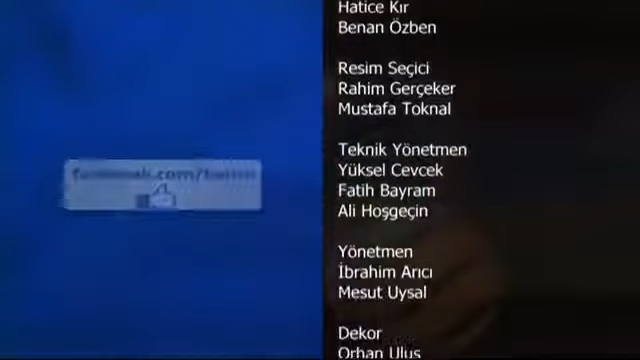 Hatice Kır
Benan Özben
Resim Seçici
Rahim Gerçeker
Mustafa Toknal
Teknik Yönetmen
Yüksel Cevcek
Fatih Bayram
Ali Hoşgeçin
Yönetmen
İbrahim Arıcı
Mesut Uysal
Dekor
Orhan Uluş